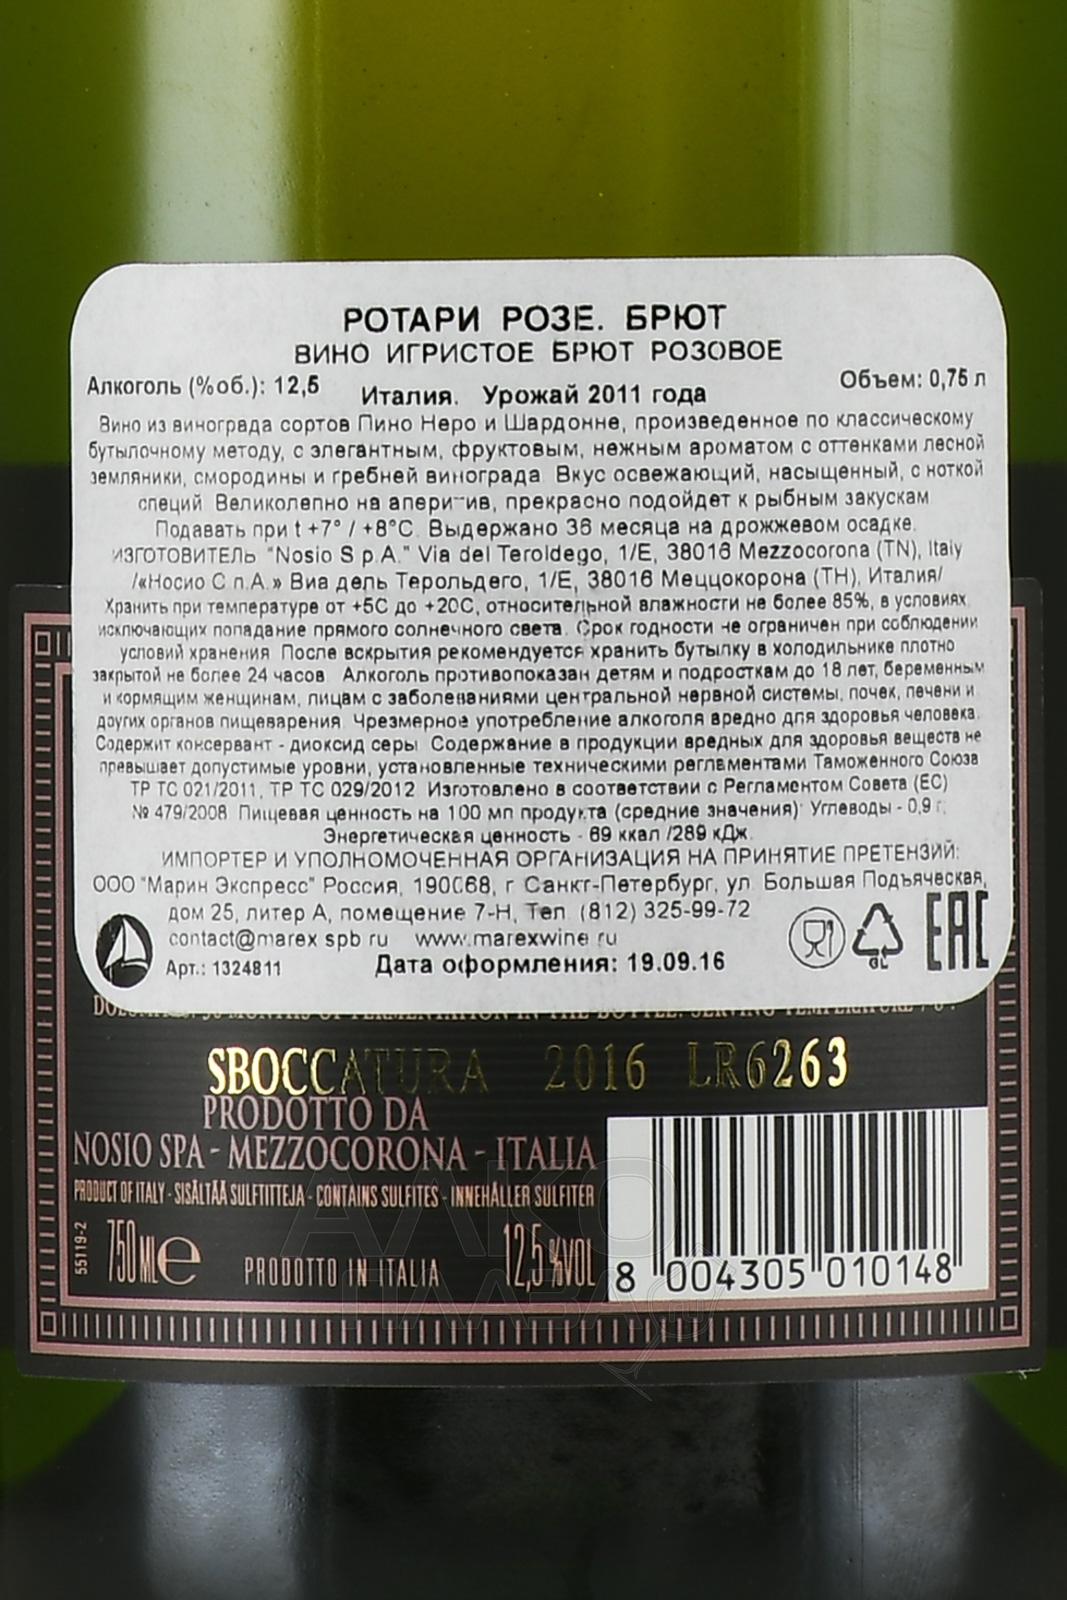 РОТАРИ РОЗЕ. БРЮТ
ВИНО ИГРИСТОЕ БРЮТ РОЗОВОЕ
Алкоголь (%об.): 12,5 Италия. Урожай 2011 года Объем: 0,75 л
Вино из винограда сортов Пино Неро и Шардонне, произведенное по классическому
бутылочному методу, с элегантным, фруктовым, нежным ароматом с оттенками лесной
земляники, смородины и гребней винограда. Вкус освежающий, насыщенный, с ноткой
специй Великолепно на аперитив, прекрасно подойдет к рыбным закускам
Подавать при t +7° / +8°C. Выдержано 36 месяца на дрожжевом осадке.
ИЗГОТОВИТЕЛЬ "Nosio S.p.A." Via del Teroldego, 1/E, 38016 Mezzocorona (TN), Italy
/«Носио С.п.А.» Виа дель Терольдего, 1/E, 38016 Меццокорона (ТН), Италия/
Хранить при температуре от +5С до +20С, относительной влажности не более 85%, в условиях,
исключающих попадание прямого солнечного света. Срок годности не ограничен при соблюдении
условий хранения. После вскрытия рекомендуется хранить бутылку в холодильнике плотно
закрытой не более 24 часов Алкоголь противопоказан детям и подросткам до 18 лет, беременным
и кормящим женщинам, лицам с заболеваниями центральной нервной системы, почек, печени и
других органов пищеварения. Чрезмерное употребление алкоголя вредно для здоровья человека.
Содержит консервант - диоксид серы Содержание в продукции вредных для здоровья веществ не
превышает допустимые уровни, установленные техническими регламентами Таможенного Союза
ТР ТС 021/2011, ТР ТС 029/2012 Изготовлено в соответствии с Регламентом Совета (ЕС)
№ 479/2008 Пищевая ценность на 100 мл продукта (средние значения): Углеводы - 0,9 г,
Энергетическая ценность - 69 ккал /289 кДж.
ИМПОРТЕР И УПОЛНОМОЧЕННАЯ ОРГАНИЗАЦИЯ НА ПРИНЯТИЕ ПРЕТЕНЗИЙ:
ООО "Марин Экспресс" Россия, 190068, г Санкт-Петербург, ул. Большая Подъяческая,
дом 25, литер А, помещение 7-Н, Тел. (812) 325-99-72
contact@marex.spb.ru www.marexwine.ru
Арт.: 1324811 Дата оформления: 19.09.16
GL
EAC
SBOCCATURA 2016 LR6263
PRODOTTO DA
NOSIO SPA - MEZZOCORONA - ITALIA
PRODUCT OF ITALY - SISÄLTÄÄ SULFIITTEJA - CONTAINS SULFITES - INNEHÅLLER SULFITER
55119-2
750 ML e PRODOTTO IN ITALIA 12,5 %VOL
8 004305 010148
АЛКО
ПЛАВА